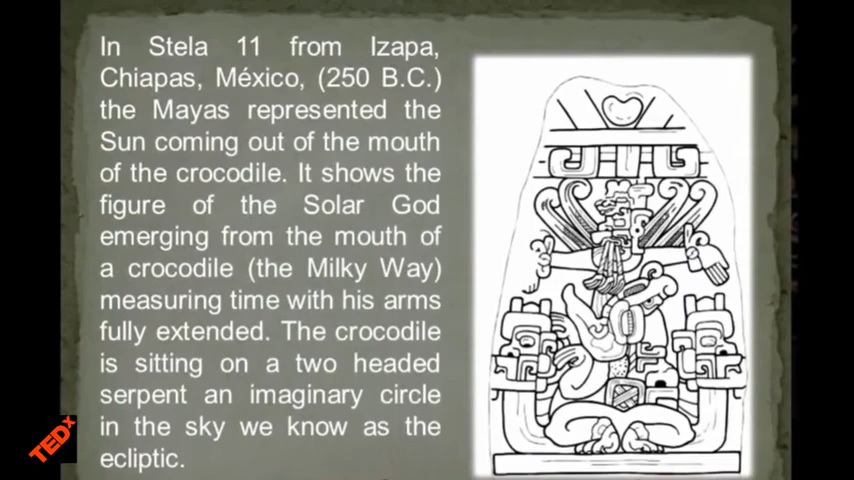 In Stela 11 from Izapa,
Chiapas, México, (250 B.C.)
the Mayas represented the
Sun coming out of the mouth
of the crocodile. It shows the
figure of the Solar God
emerging from the mouth of
a crocodile (the Milky Way)
measuring time with his arms
fully extended. The crocodile
is sitting on a two headed
serpent an imaginary circle
in the sky we know as the
ecliptic.
TEDx